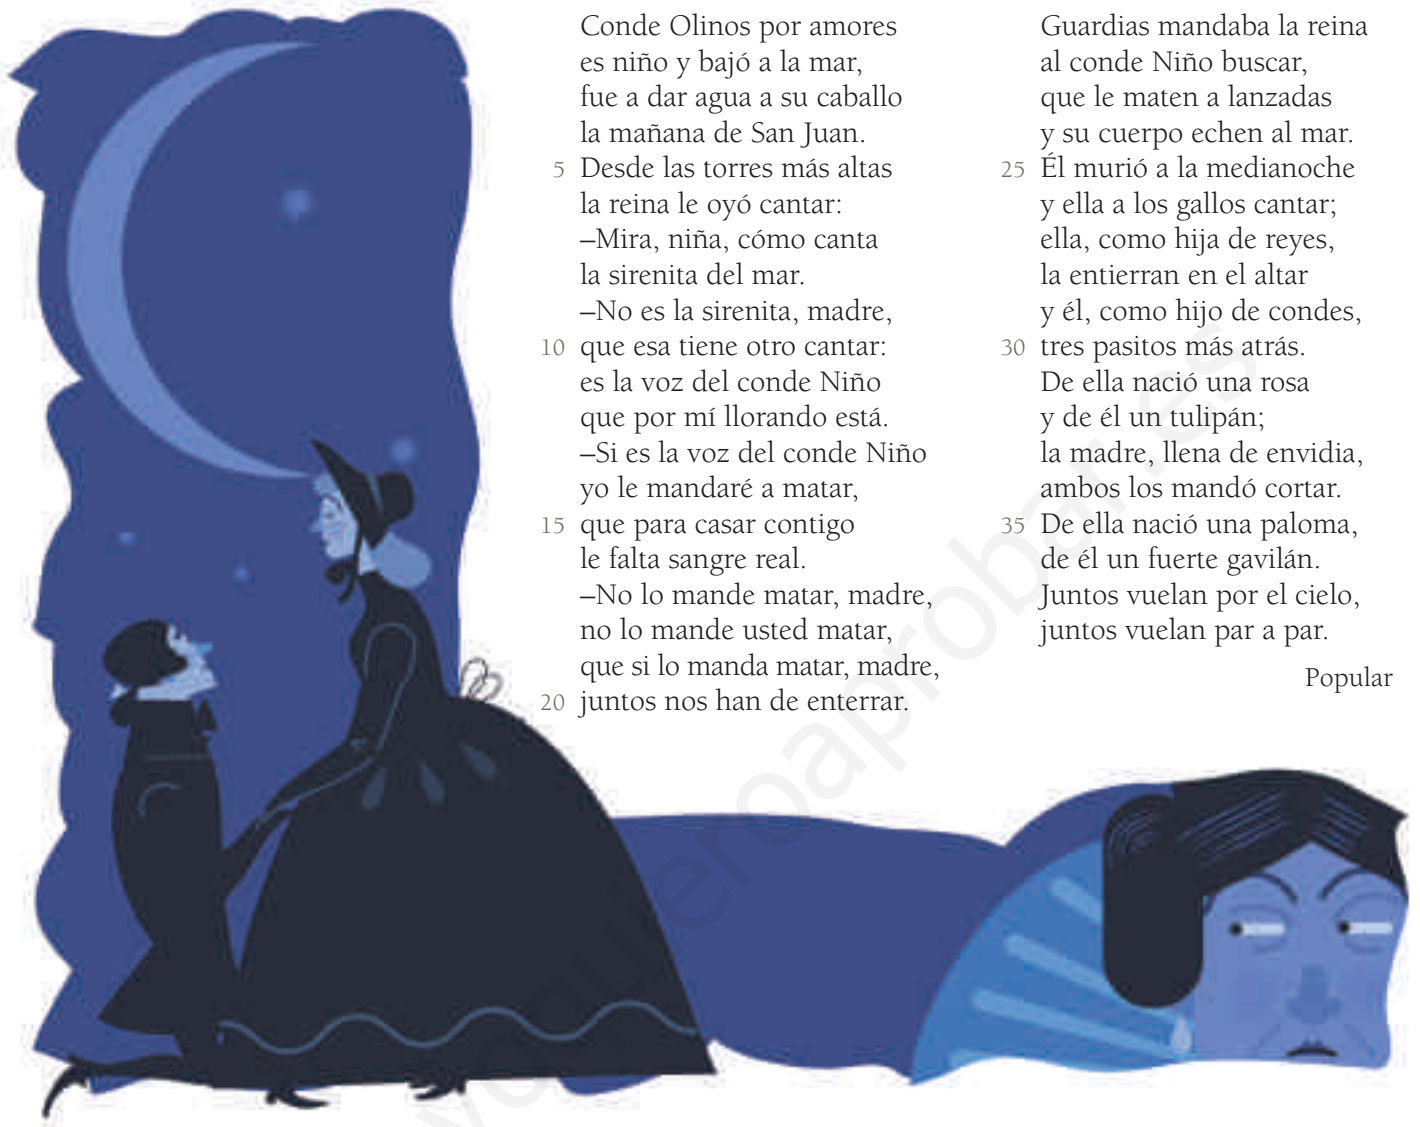 Conde Olinos por amores
es niño y bajó a la mar,
fue a dar agua a su caballo
la mañana de San Juan.
5 Desde las torres más altas
la reina le oyó cantar:
–Mira, niña, cómo canta
la sirenita del mar.
–No es la sirenita, madre,
10 que esa tiene otro cantar:
es la voz del conde Niño
que por mí llorando está.
–Si es la voz del conde Niño
yo le mandaré a matar,
15 que para casar contigo
le falta sangre real.
–No lo mande matar, madre,
no lo mande usted matar,
que si lo manda matar, madre,
20 juntos nos han de enterrar.
Guardias mandaba la reina
al conde Niño buscar,
que le maten a lanzadas
y su cuerpo echen al mar.
25 Él murió a la medianoche
y ella a los gallos cantar;
ella, como hija de reyes,
la entierran en el altar
y él, como hijo de condes,
30 tres pasitos más atrás.
De ella nació una rosa
y de él un tulipán;
la madre, llena de envidia,
ambos los mandó cortar.
35 De ella nació una paloma,
de él un fuerte gavilán.
Juntos vuelan por el cielo,
juntos vuelan par a par.
Popular
yoquieroaprobar.es